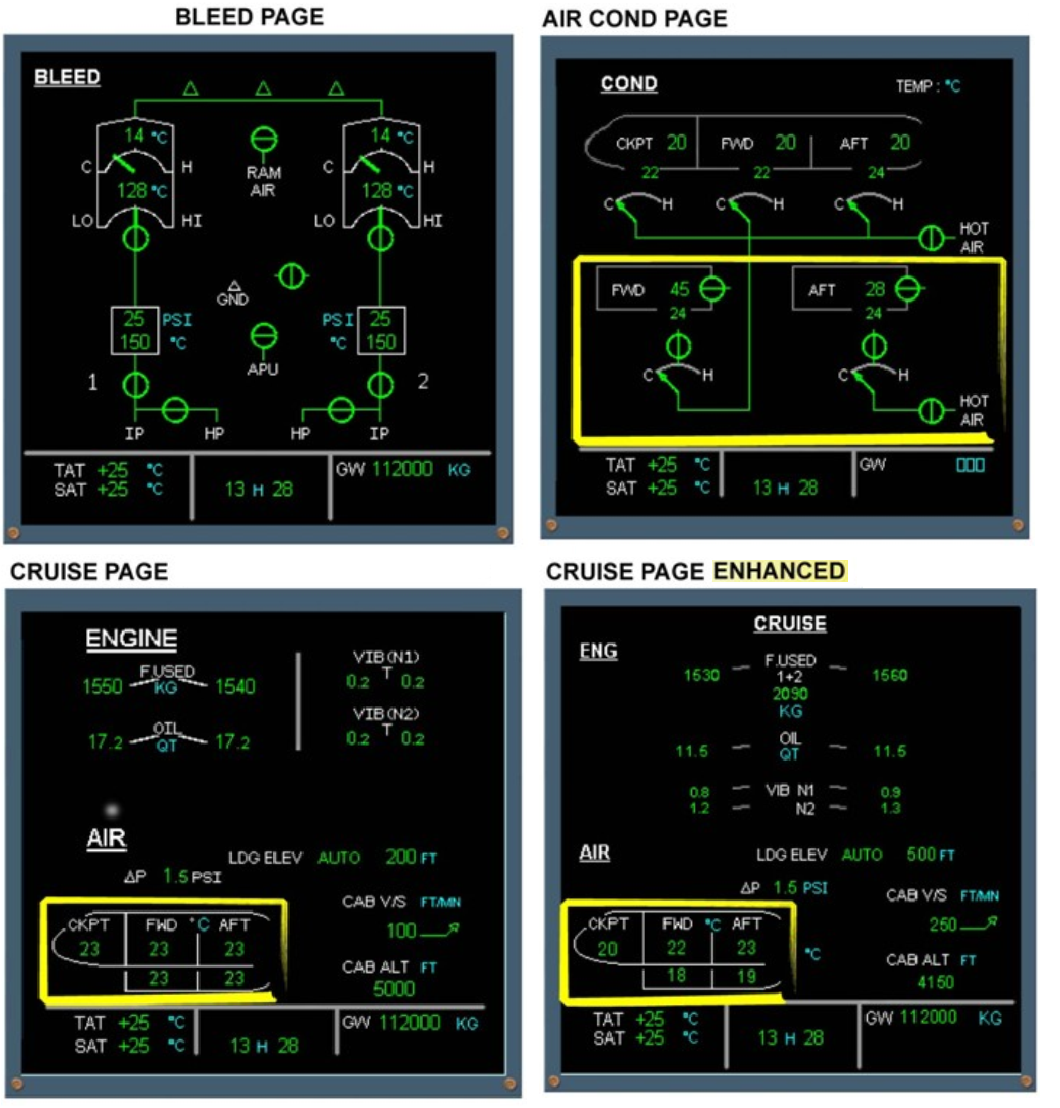 BLEED PAGE
BLEED
14 °C 14 °C
C H C H
RAM
AIR
128 °C 128 °C
LO HI LO HI
GND
25 PSI PSI 25
150 °C °C 150
APU
1 2
IP HP HP IP
TAT +25 °C GW 112000 KG
SAT +25 °C 13 H 28
AIR COND PAGE
COND TEMP : °C
CKPT 20 FWD 20 AFT 20
22 22 24
C H C H C H
HOT
AIR
FWD 45 AFT 28
24 24
C H C H
HOT
AIR
TAT +25 °C GW
SAT +25 °C 13 H 28
CRUISE PAGE
ENGINE
F.USED
1550 KG 1540
VIB (N1)
0.2 T 0.2
OIL
17.2 QT 17.2
VIB (N2)
0.2 T 0.2
AIR
LDG ELEV AUTO 200 FT
ΔP 1.5 PSI
CAB V/S FT/MN
100
CKPT FWD °C AFT
23 23 23
23 23
CAB ALT FT
5000
TAT +25 °C GW 112000 KG
SAT +25 °C 13 H 28
CRUISE PAGE ENHANCED
CRUISE
ENG
F.USED
1530 1+2 1560
2090
KG
OIL
11.5 QT 11.5
0.8 VIB N1 0.9
1.2 N2 1.3
AIR
LDG ELEV AUTO 500 FT
ΔP 1.5 PSI
CAB V/S FT/MN
250
CKPT FWD °C AFT
20 22 23 °C
18 19
CAB ALT FT
4150
TAT +25 °C GW 112000 KG
SAT +25 °C 13 H 28